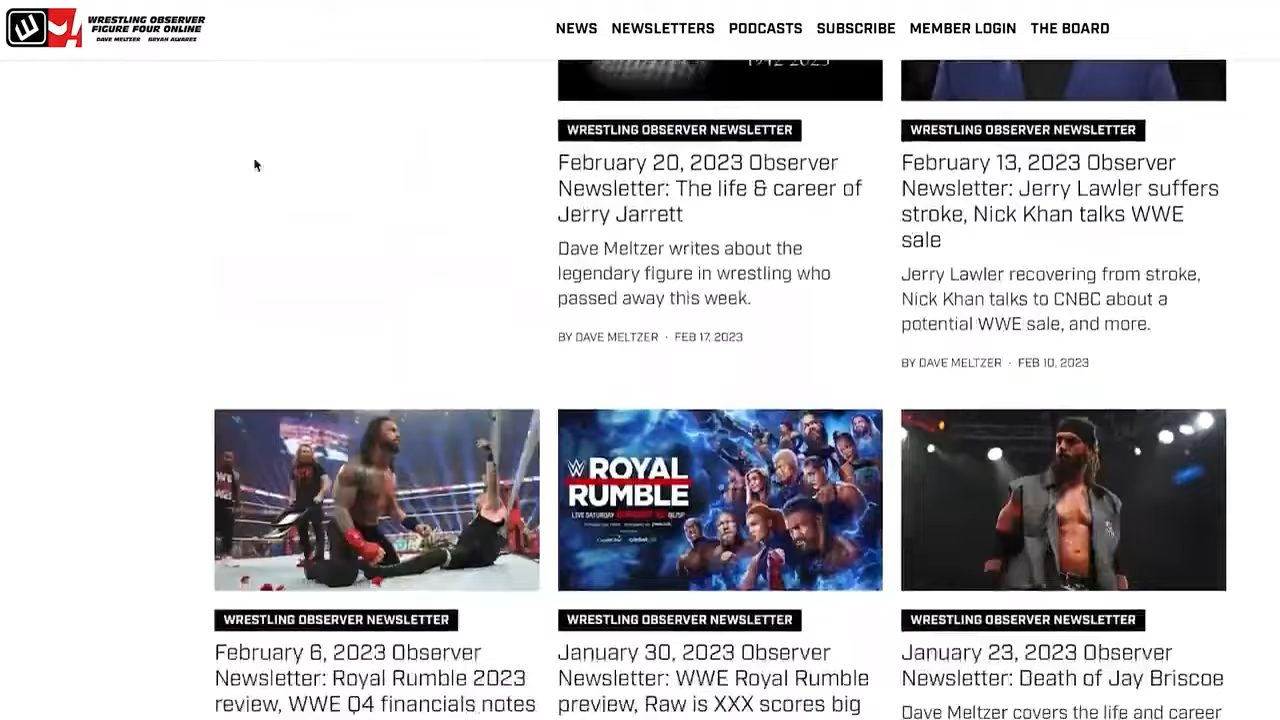 WRESTLING OBSERVER
FIGURE FOUR ONLINE
DAVE MELTZER BRYAN ALVAREZ
NEWS NEWSLETTERS PODCASTS SUBSCRIBE MEMBER LOGIN THE BOARD
1942-2023
WRESTLING OBSERVER NEWSLETTER
February 20, 2023 Observer
Newsletter: The life & career of
Jerry Jarrett
Dave Meltzer writes about the
legendary figure in wrestling who
passed away this week.
BY DAVE MELTZER · FEB 17, 2023
WRESTLING OBSERVER NEWSLETTER
February 13, 2023 Observer
Newsletter: Jerry Lawler suffers
stroke, Nick Khan talks WWE
sale
Jerry Lawler recovering from stroke,
Nick Khan talks to CNBC about a
potential WWE sale, and more.
BY DAVE MELTZER · FEB 10, 2023
WRESTLING OBSERVER NEWSLETTER
February 6, 2023 Observer
Newsletter: Royal Rumble 2023
review, WWE Q4 financials notes
ROYAL
RUMBLE
LIVE SATURDAY
WRESTLING OBSERVER NEWSLETTER
January 30, 2023 Observer
Newsletter: WWE Royal Rumble
preview, Raw is XXX scores big
WRESTLING OBSERVER NEWSLETTER
January 23, 2023 Observer
Newsletter: Death of Jay Briscoe
Dave Meltzer covers the life and career